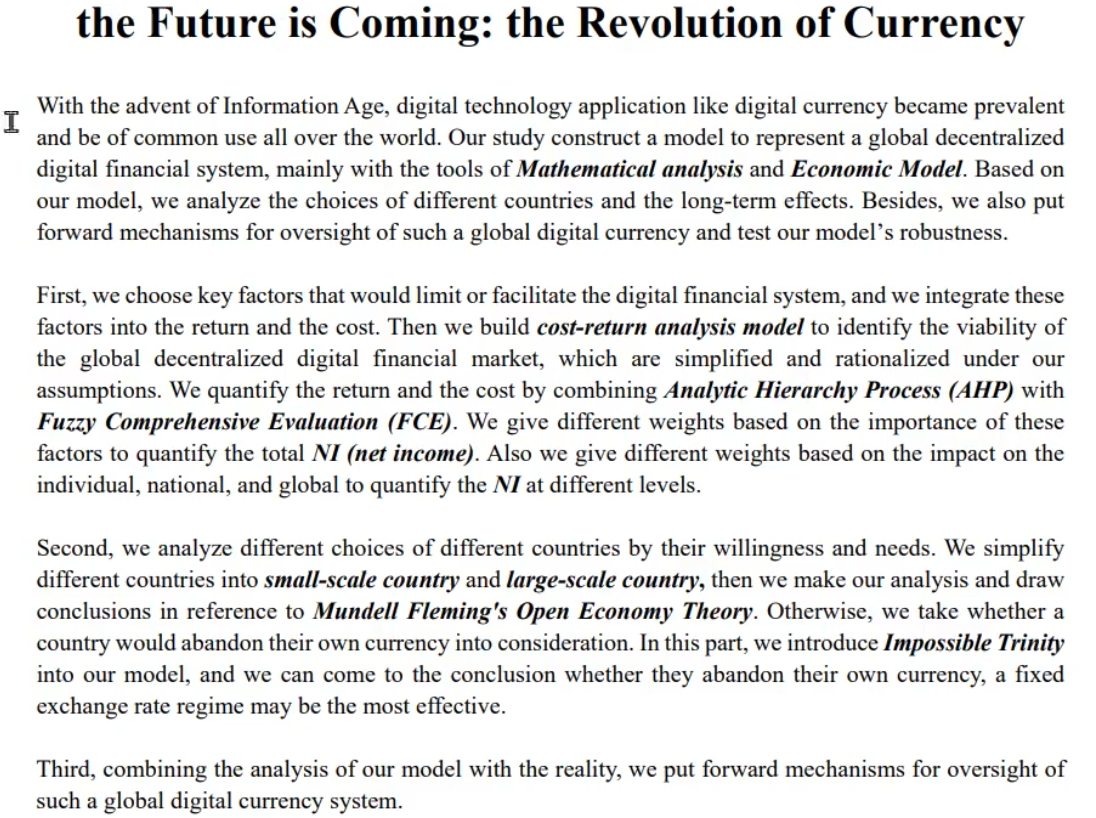 the Future is Coming: the Revolution of Currency
With the advent of Information Age, digital technology application like digital currency became prevalent
and be of common use all over the world. Our study construct a model to represent a global decentralized
digital financial system, mainly with the tools of Mathematical analysis and Economic Model. Based on
our model, we analyze the choices of different countries and the long-term effects. Besides, we also put
forward mechanisms for oversight of such a global digital currency and test our model’s robustness.
First, we choose key factors that would limit or facilitate the digital financial system, and we integrate these
factors into the return and the cost. Then we build cost-return analysis model to identify the viability of
the global decentralized digital financial market, which are simplified and rationalized under our
assumptions. We quantify the return and the cost by combining Analytic Hierarchy Process (AHP) with
Fuzzy Comprehensive Evaluation (FCE). We give different weights based on the importance of these
factors to quantify the total NI (net income). Also we give different weights based on the impact on the
individual, national, and global to quantify the NI at different levels.
Second, we analyze different choices of different countries by their willingness and needs. We simplify
different countries into small-scale country and large-scale country, then we make our analysis and draw
conclusions in reference to Mundell Fleming's Open Economy Theory. Otherwise, we take whether a
country would abandon their own currency into consideration. In this part, we introduce Impossible Trinity
into our model, and we can come to the conclusion whether they abandon their own currency, a fixed
exchange rate regime may be the most effective.
Third, combining the analysis of our model with the reality, we put forward mechanisms for oversight of
such a global digital currency system.